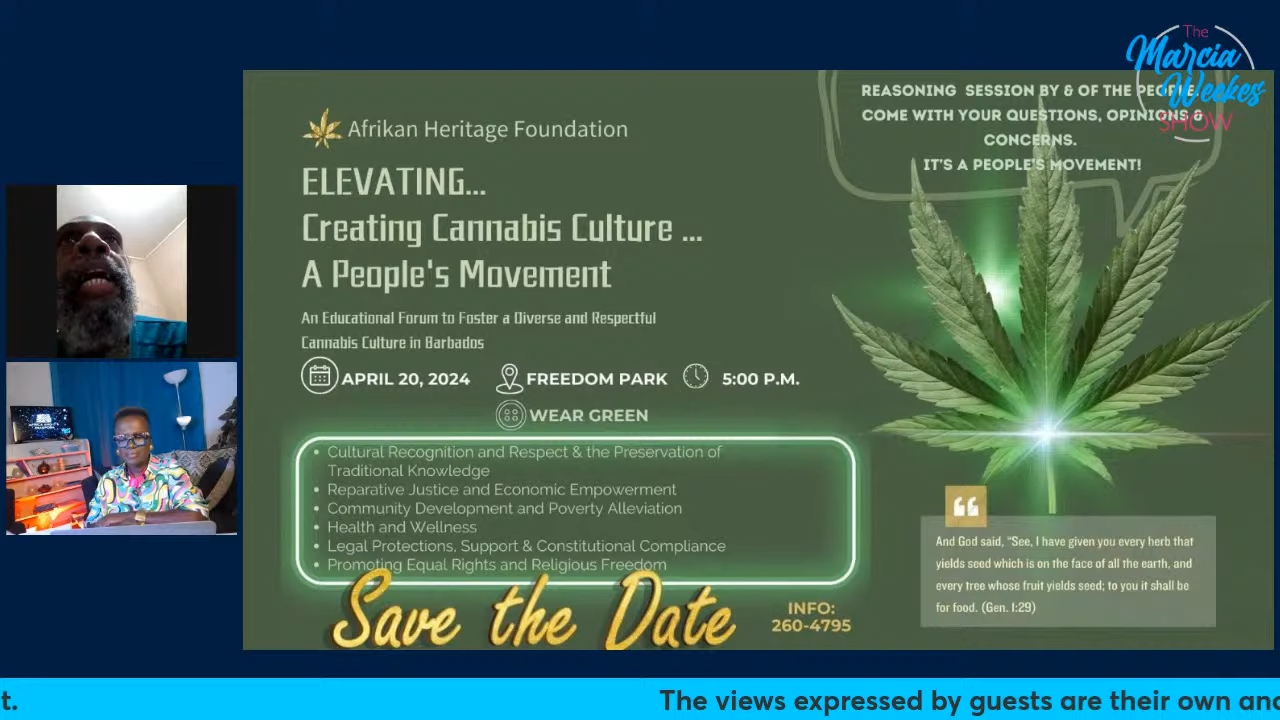 The
Marcia
Weekes
SHOW
REASONING SESSION BY & OF THE PEOPLE.
COME WITH YOUR QUESTIONS, OPINIONS &
CONCERNS.
IT'S A PEOPLE'S MOVEMENT!
Afrikan Heritage Foundation
ELEVATING...
Creating Cannabis Culture ...
A People's Movement
An Educational Forum to Foster a Diverse and Respectful
Cannabis Culture in Barbados
APRIL 20, 2024 FREEDOM PARK 5:00 P.M.
WEAR GREEN
• Cultural Recognition and Respect & the Preservation of
Traditional Knowledge
• Reparative Justice and Economic Empowerment
• Community Development and Poverty Alleviation
• Health and Wellness
• Legal Protections, Support & Constitutional Compliance
• Promoting Equal Rights and Religious Freedom
Save the Date
INFO:
260-4795
And God said, "See, I have given you every herb that
yields seed which is on the face of all the earth, and
every tree whose fruit yields seed; to you it shall be
for food. (Gen. 1:29)
t. The views expressed by guests are their own and